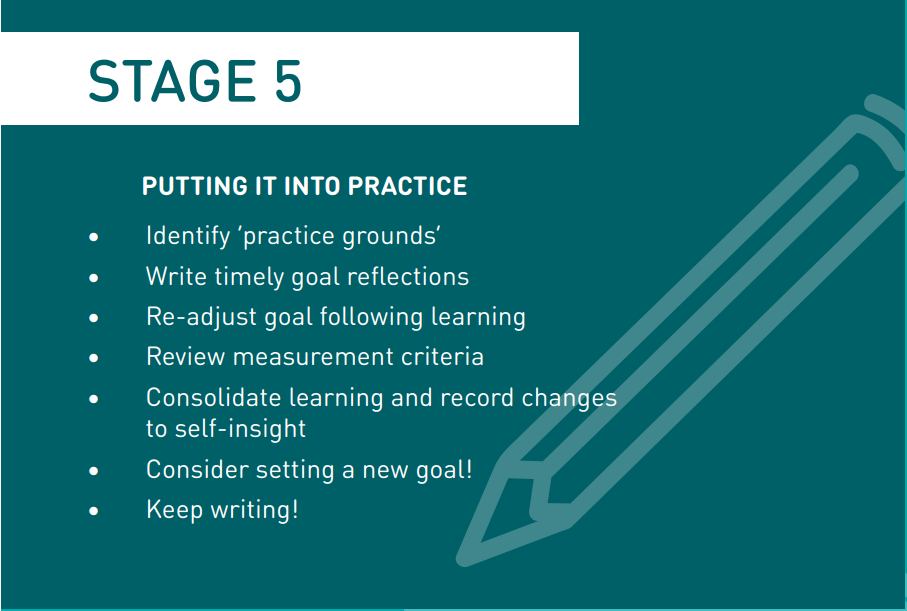 STAGE 5
PUTTING IT INTO PRACTICE
• Identify ‘practice grounds’
• Write timely goal reflections
• Re-adjust goal following learning
• Review measurement criteria
• Consolidate learning and record changes
to self-insight
• Consider setting a new goal!
• Keep writing!